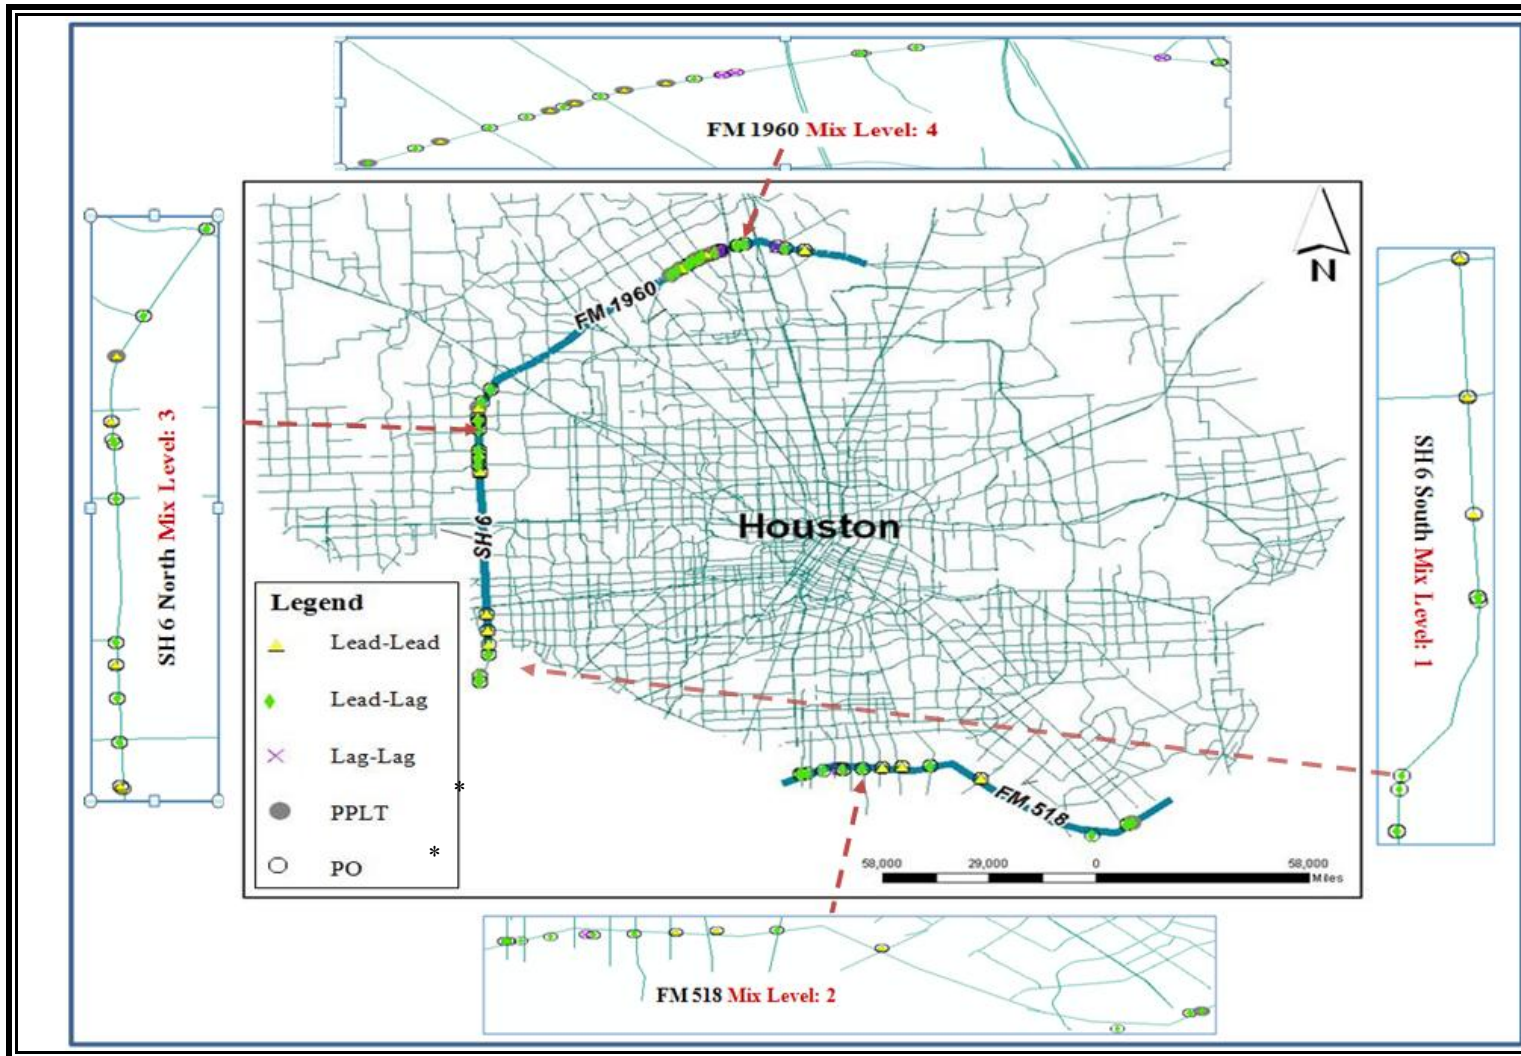 FM 1960 Mix Level: 4
N
FM 1960
SH 6 North Mix Level: 3
SH 6 South Mix Level: 1
Houston
SH 6
Legend
Lead-Lead
Lead-Lag
Lag-Lag
PPLT *
PO *
FM 518
58,000 29,000 0 58,000
Miles
FM 518 Mix Level: 2